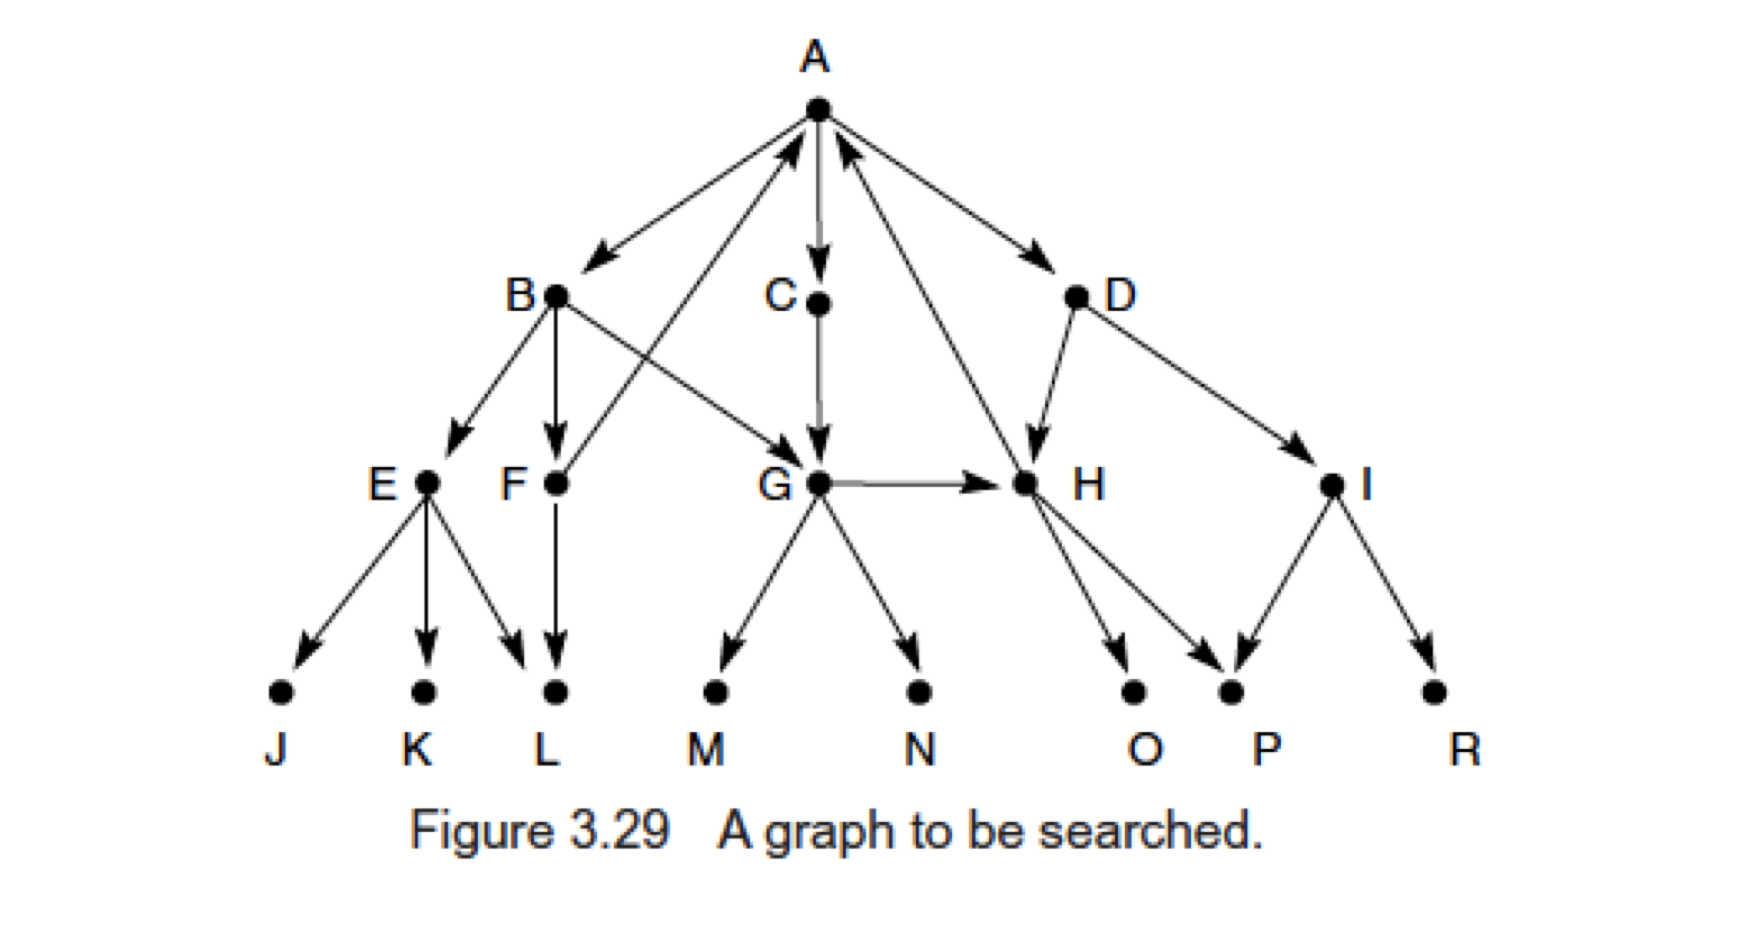 A
B C D
E F G H I
J K L M N O P R
Figure 3.29 A graph to be searched.